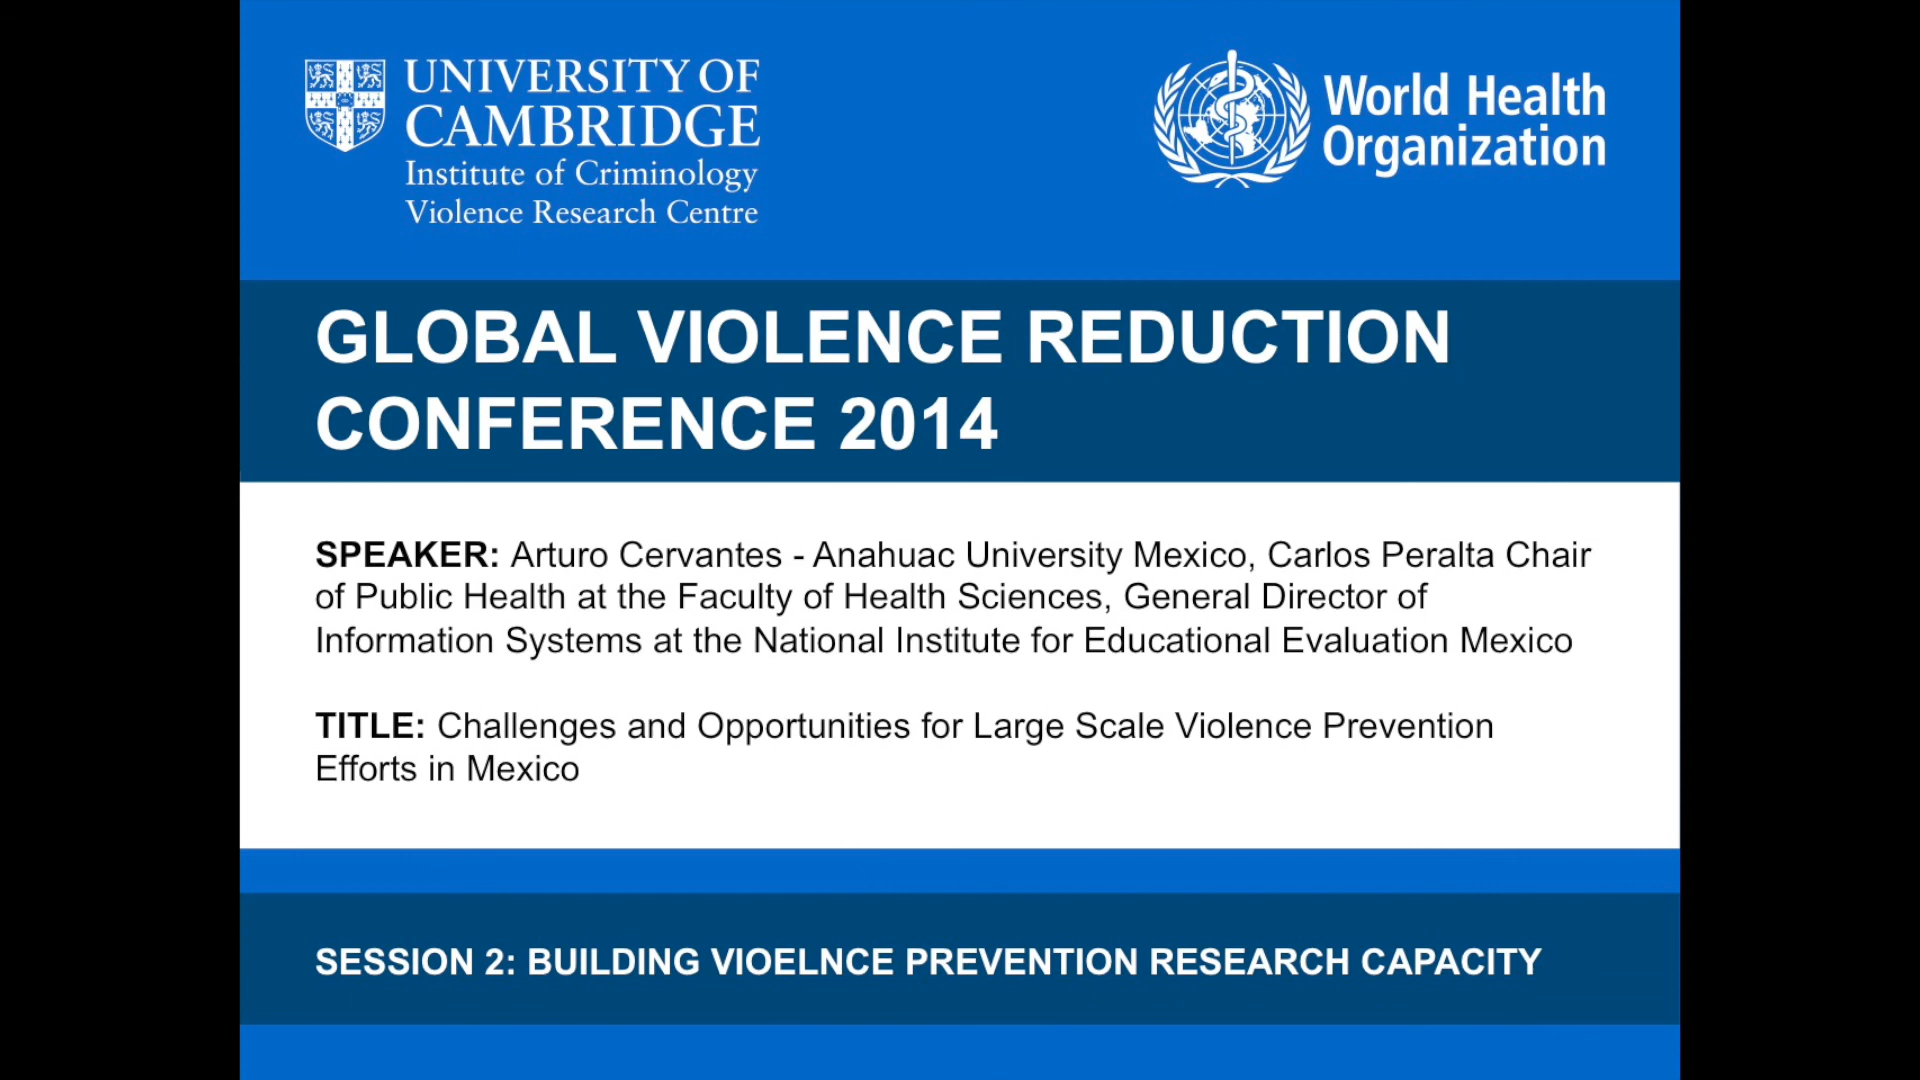 UNIVERSITY OF
CAMBRIDGE
Institute of Criminology
Violence Research Centre
World Health
Organization
GLOBAL VIOLENCE REDUCTION
CONFERENCE 2014
SPEAKER: Arturo Cervantes - Anahuac University Mexico, Carlos Peralta Chair
of Public Health at the Faculty of Health Sciences, General Director of
Information Systems at the National Institute for Educational Evaluation Mexico
TITLE: Challenges and Opportunities for Large Scale Violence Prevention
Efforts in Mexico
SESSION 2: BUILDING VIOELNCE PREVENTION RESEARCH CAPACITY